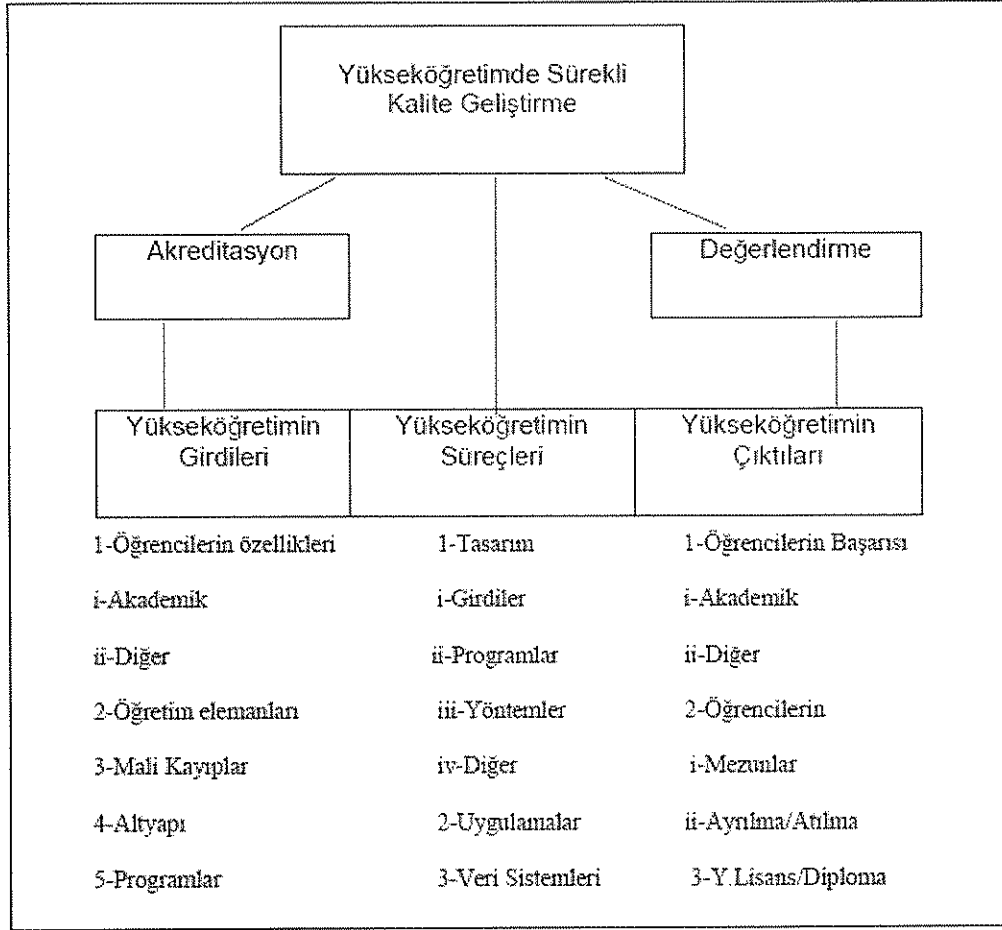 Yükseköğretimde Sürekli
Kalite Geliştirme
Akreditasyon
Değerlendirme
Yükseköğretimin
Girdileri
Yükseköğretimin
Süreçleri
Yükseköğretimin
Çıktıları
1-Öğrencilerin özellikleri
i-Akademik
ii-Diğer
2-Öğretim elemanları
3-Mali Kayıplar
4-Altyapı
5-Programlar
1-Tasarım
i-Girdiler
ii-Programlar
iii-Yöntemler
iv-Diğer
2-Uygulamalar
3-Veri Sistemleri
1-Öğrencilerin Başarısı
i-Akademik
ii-Diğer
2-Öğrencilerin
i-Mezunlar
ii-Ayrılma/Atılma
3-Y.Lisans/Diploma